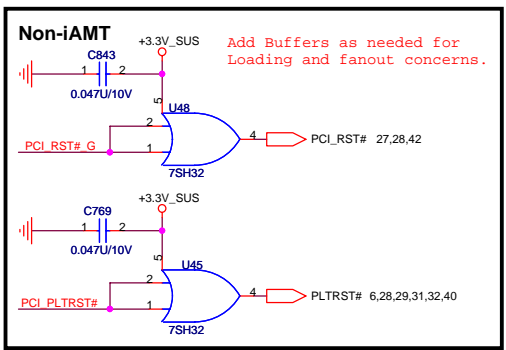 Non-iAMT
+3.3V_SUS
Add Buffers as needed for
Loading and fanout concerns.
C843
1 2
0.047U/10V
5
U48
2
4
PCI_RST# 27,28,42
PCI_RST#_G
1
7SH32
+3.3V_SUS
C769
1 2
0.047U/10V
5
U45
2
4
PLTRST# 6,28,29,31,32,40
PCI_PLTRST#
1
7SH32